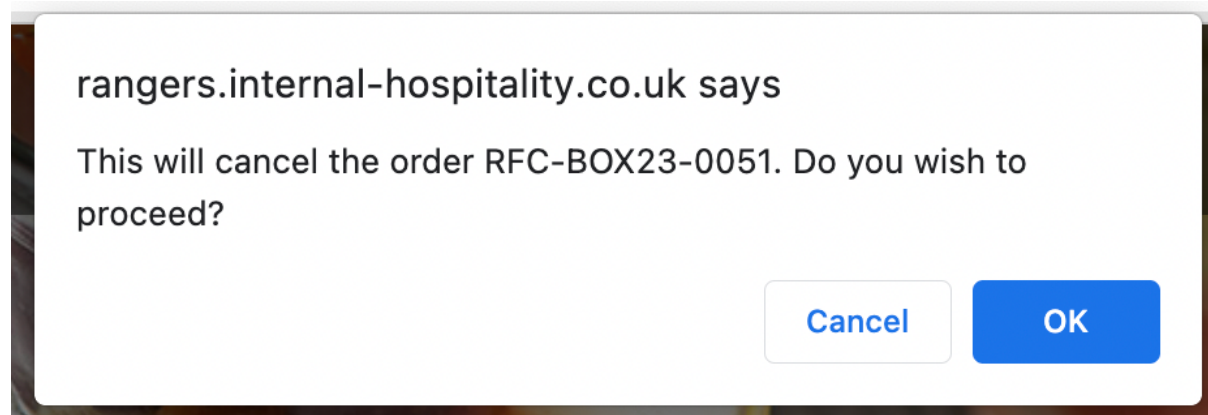 rangers.internal-hospitality.co.uk says
This will cancel the order RFC-BOX23-0051. Do you wish to
proceed?
Cancel
OK